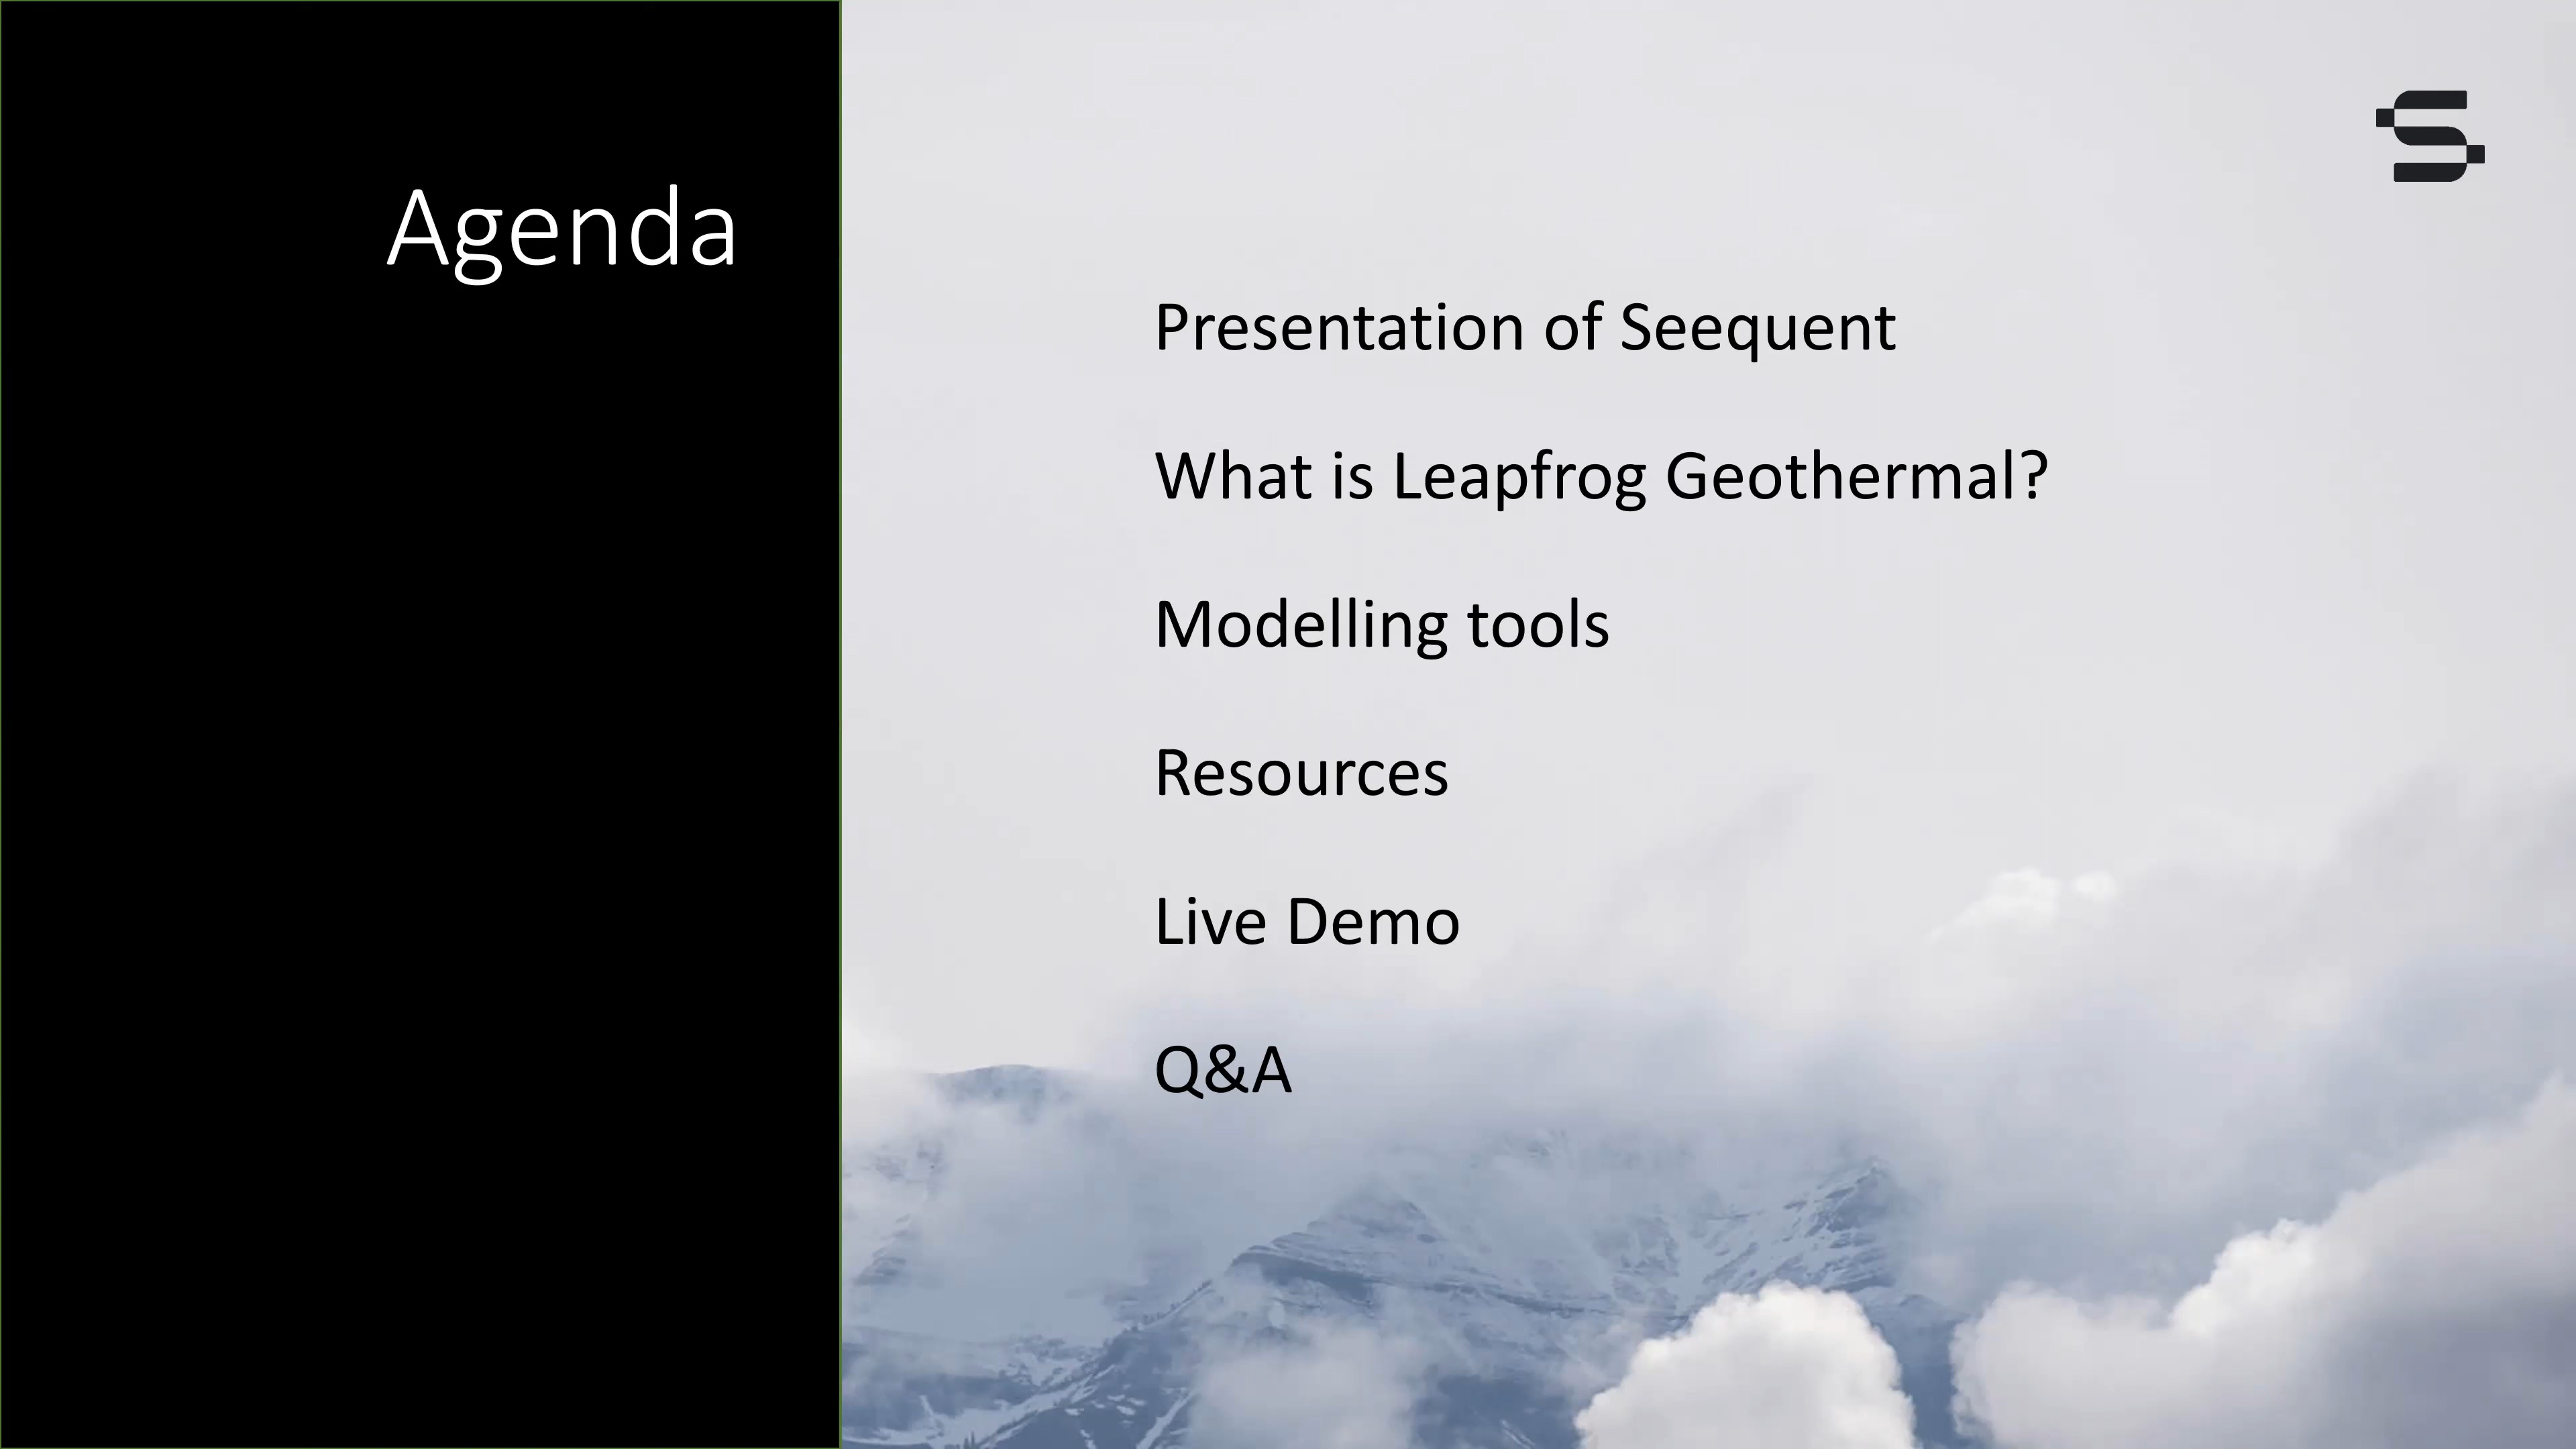 Agenda
Presentation of Seequent
What is Leapfrog Geothermal?
Modelling tools
Resources
Live Demo
Q&A